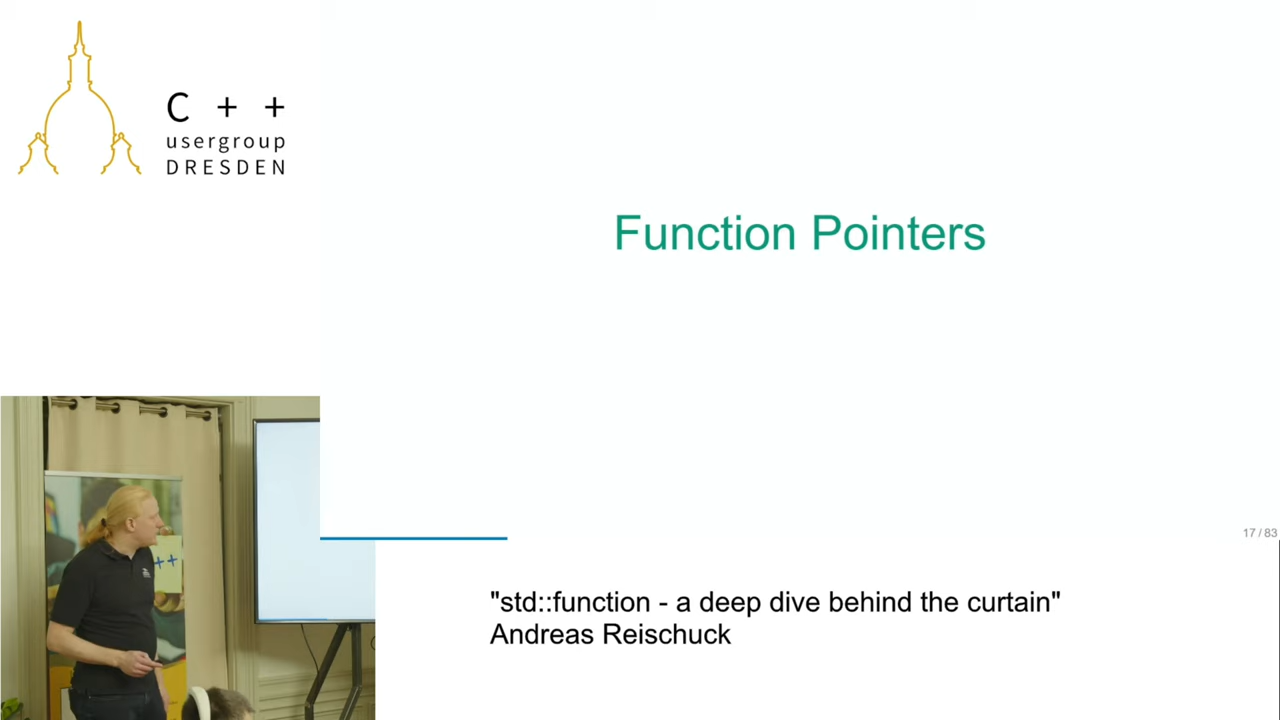 C + +
usergroup
DRESDEN
Function Pointers
17 / 83
++
"std::function - a deep dive behind the curtain"
Andreas Reischuck